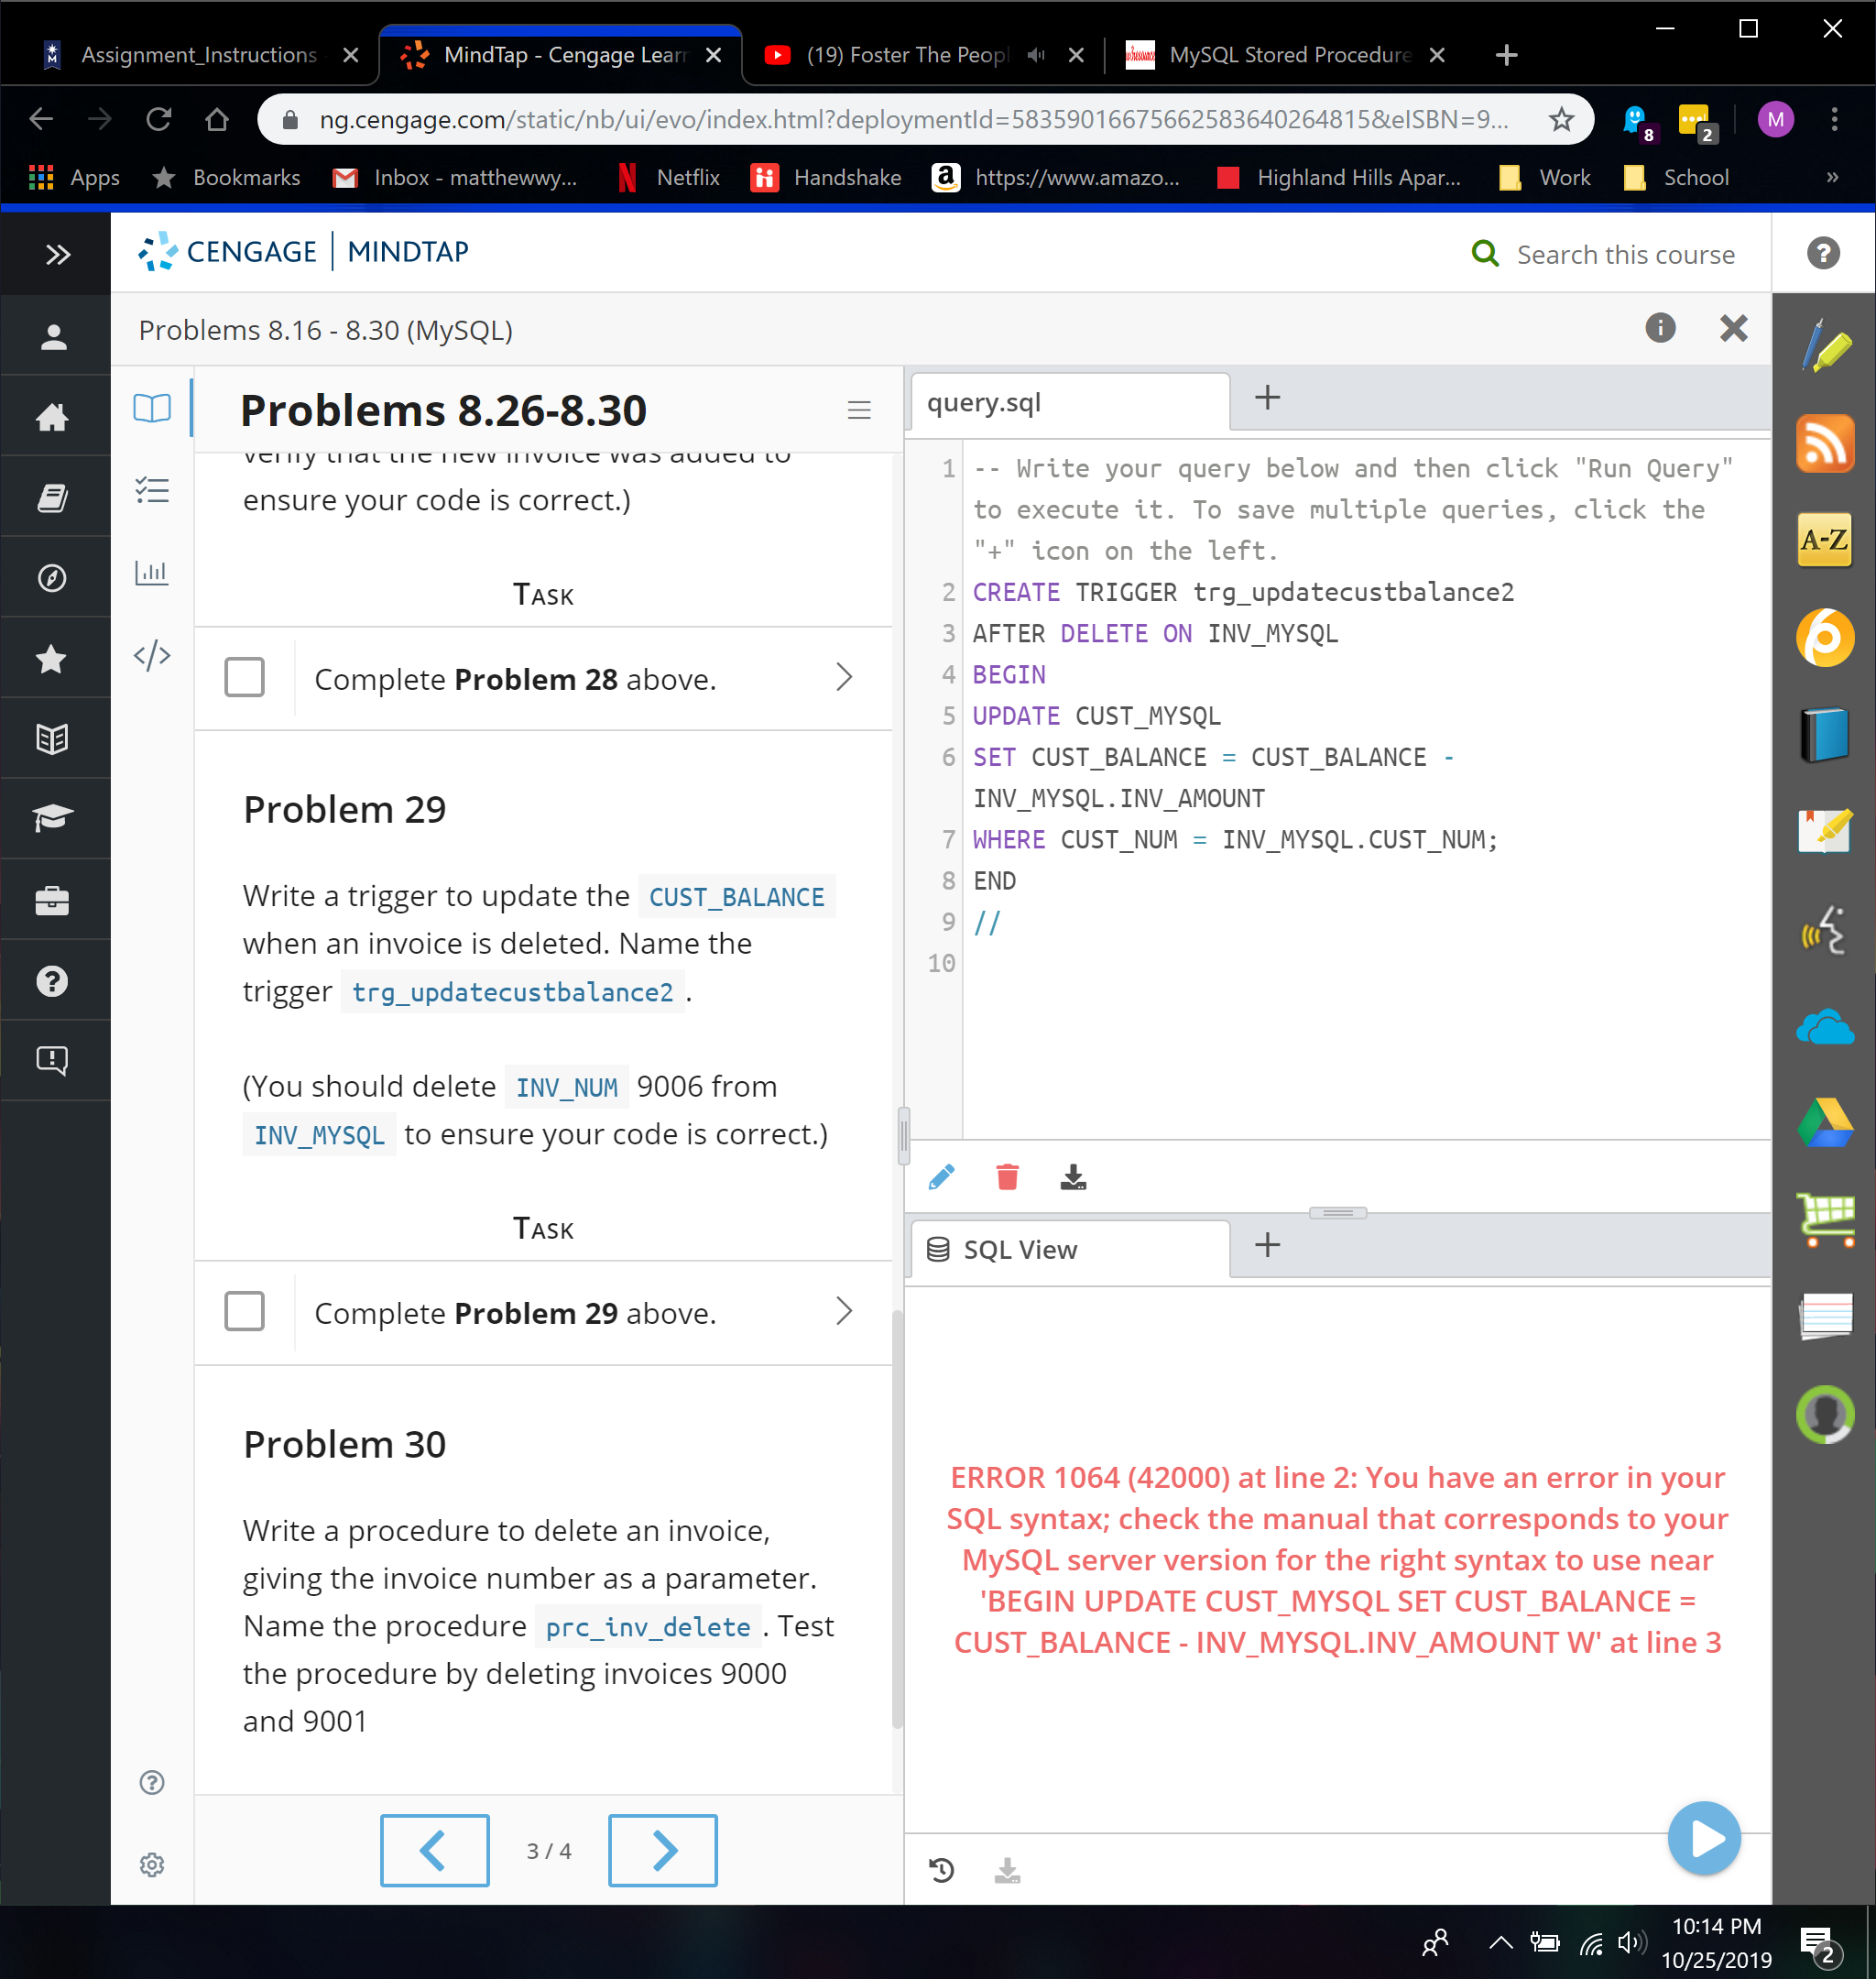 Assignment_Instructions
MindTap - Cengage Learn
(19) Foster The Peopl
MySQL Stored Procedure
ng.cengage.com/static/nb/ui/evo/index.html?deploymentId=58359016675662583640264815&eISBN=9...
8
2
M
Apps
Bookmarks
Inbox - matthewwy...
Netflix
Handshake
https://www.amazo...
Highland Hills Apar...
Work
School
»
CENGAGE | MINDTAP
Search this course
Problems 8.16 - 8.30 (MySQL)
Problems 8.26-8.30
verify that the new invoice was added to
ensure your code is correct.)
TASK
Complete Problem 28 above.
Problem 29
Write a trigger to update the CUST_BALANCE
when an invoice is deleted. Name the
trigger trg_updatecustbalance2 .
(You should delete INV_NUM 9006 from
INV_MYSQL to ensure your code is correct.)
TASK
Complete Problem 29 above.
Problem 30
Write a procedure to delete an invoice,
giving the invoice number as a parameter.
Name the procedure prc_inv_delete . Test
the procedure by deleting invoices 9000
and 9001
3 / 4
query.sql
1 -- Write your query below and then click "Run Query"
to execute it. To save multiple queries, click the
"+" icon on the left.
2 CREATE TRIGGER trg_updatecustbalance2
3 AFTER DELETE ON INV_MYSQL
4 BEGIN
5 UPDATE CUST_MYSQL
6 SET CUST_BALANCE = CUST_BALANCE -
INV_MYSQL.INV_AMOUNT
7 WHERE CUST_NUM = INV_MYSQL.CUST_NUM;
8 END
9 //
10
SQL View
ERROR 1064 (42000) at line 2: You have an error in your
SQL syntax; check the manual that corresponds to your
MySQL server version for the right syntax to use near
'BEGIN UPDATE CUST_MYSQL SET CUST_BALANCE =
CUST_BALANCE - INV_MYSQL.INV_AMOUNT W' at line 3
A-Z
10:14 PM
10/25/2019
2